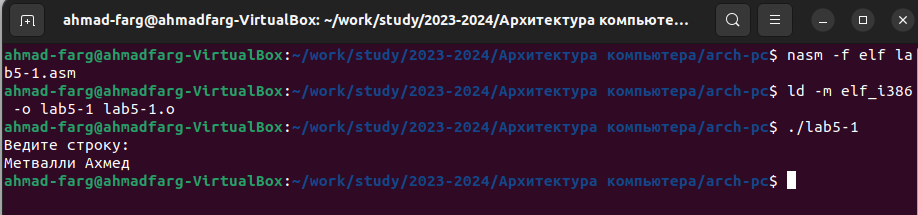 ahmad-farg@ahmadfarg-VirtualBox: ~/work/study/2023-2024/Архитектура компьюте...
ahmad-farg@ahmadfarg-VirtualBox:~/work/study/2023-2024/Архитектура компьютера/arch-pc$ nasm -f elf la
b5-1.asm
ahmad-farg@ahmadfarg-VirtualBox:~/work/study/2023-2024/Архитектура компьютера/arch-pc$ ld -m elf_i386
 -o lab5-1 lab5-1.o
ahmad-farg@ahmadfarg-VirtualBox:~/work/study/2023-2024/Архитектура компьютера/arch-pc$ ./lab5-1
Ведите строку:
Метвалли Ахмед
ahmad-farg@ahmadfarg-VirtualBox:~/work/study/2023-2024/Архитектура компьютера/arch-pc$